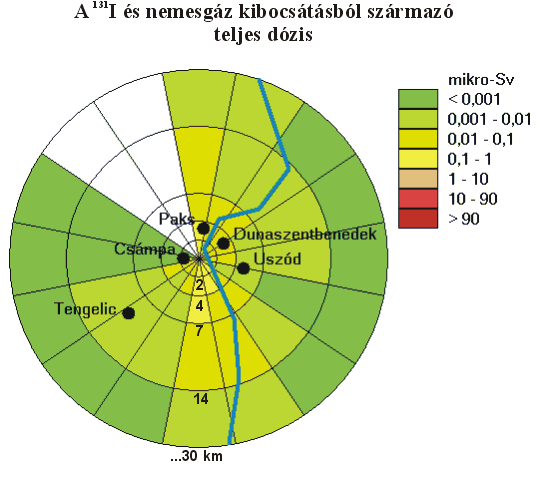 A ¹³¹I és nemesgáz kibocsátásból származó
teljes dózis
mikro-Sv
< 0,001
0,001 - 0,01
0,01 - 0,1
0,1 - 1
1 - 10
10 - 90
> 90
Paks
Dunaszentbenedek
Csámpa
Uszód
Tengelic
2
4
7
14
...30 km